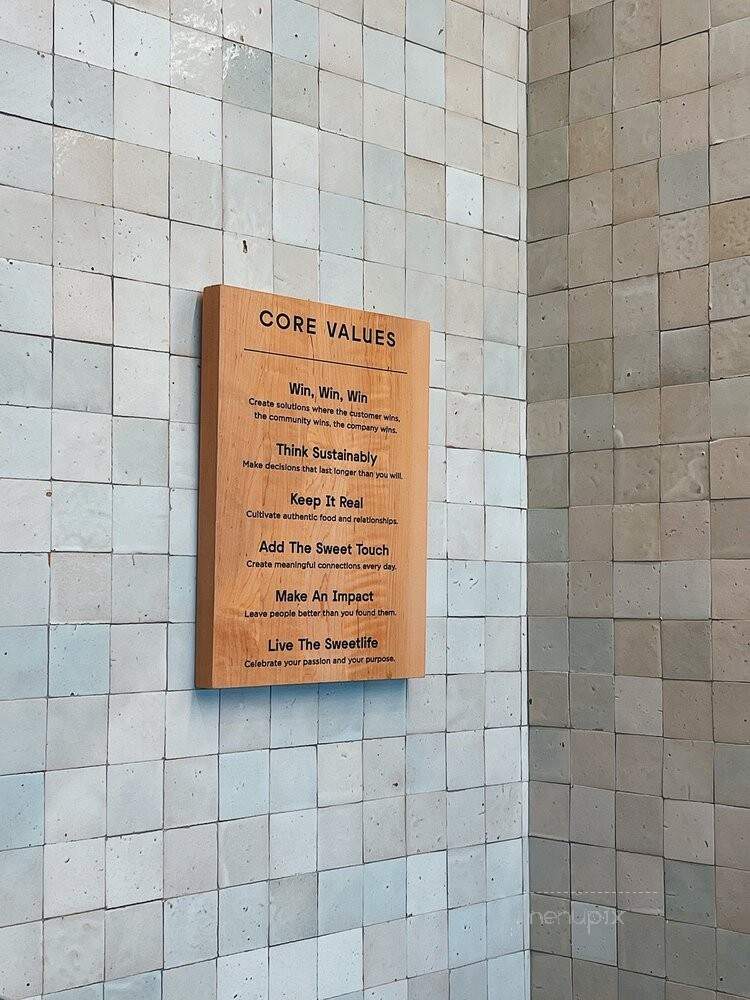 CORE VALUES
Win, Win, Win
Create solutions where the customer wins,
the community wins, the company wins.
Think Sustainably
Make decisions that last longer than you will.
Keep It Real
Cultivate authentic food and relationships.
Add The Sweet Touch
Create meaningful connections every day.
Make An Impact
Leave people better than you found them.
Live The Sweetlife
Celebrate your passion and your purpose.
menupix